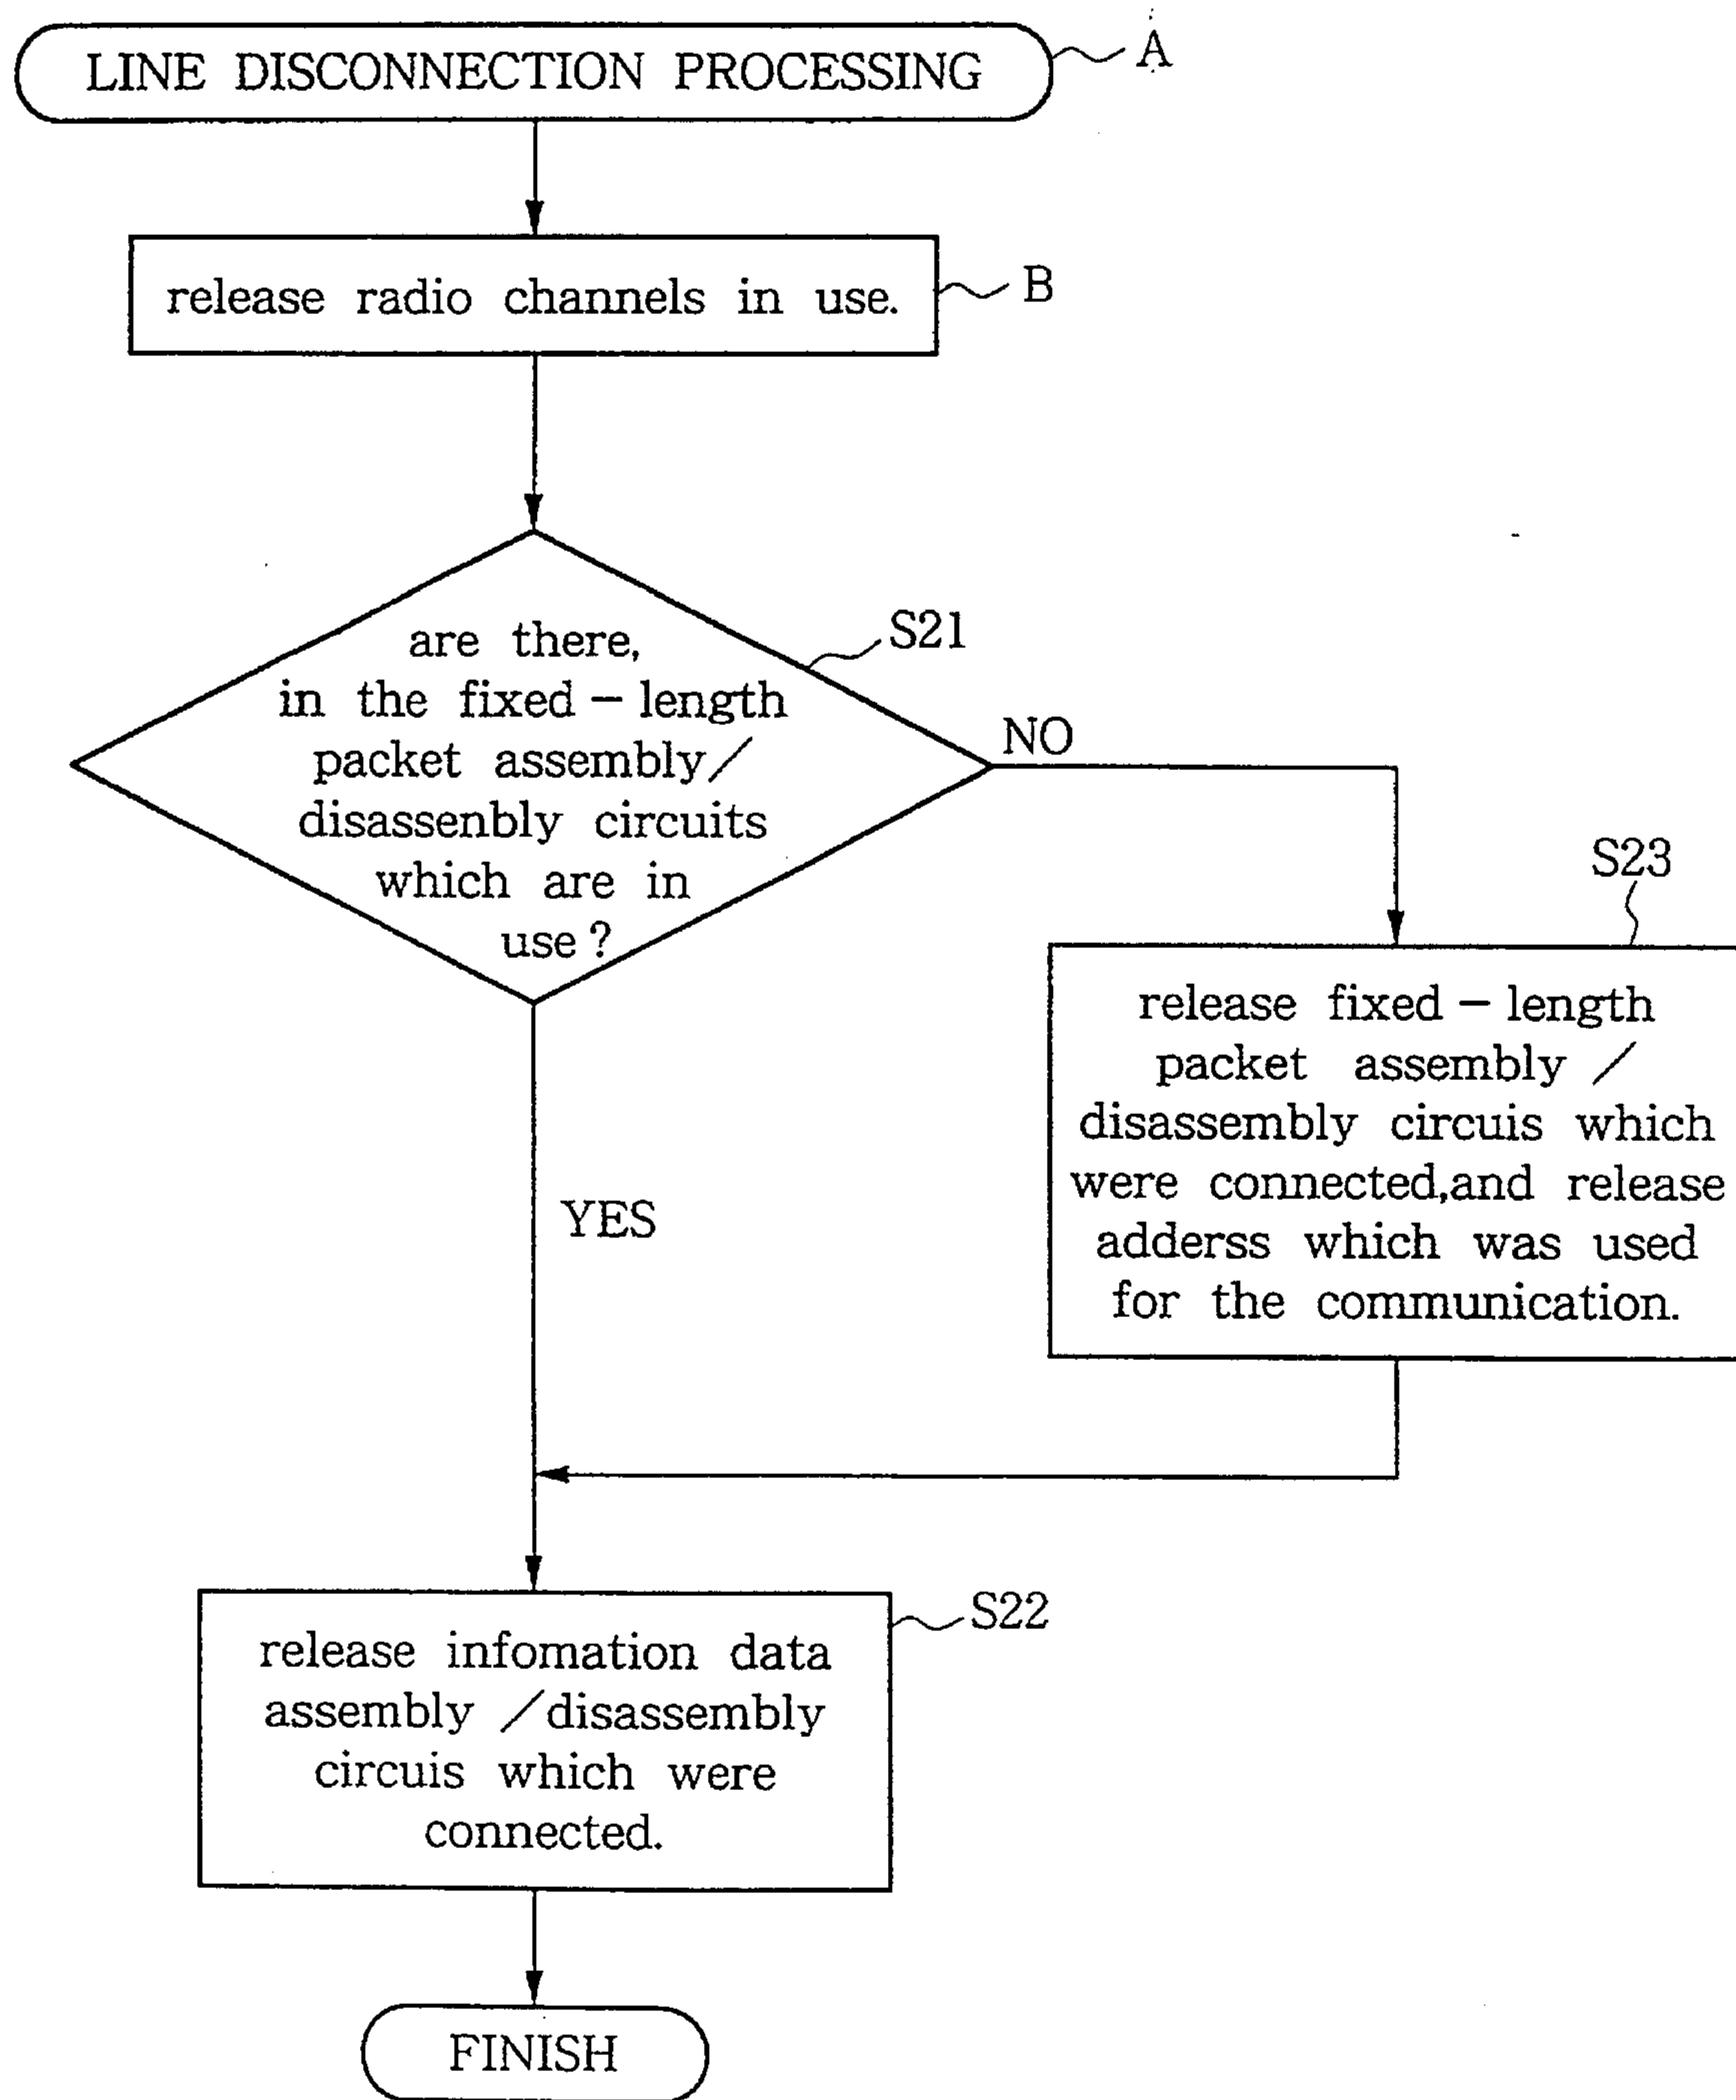 LINE DISCONNECTION PROCESSING
A
release radio channels in use.
B
are there,
in the fixed – length
packet assembly /
disassenbly circuits
which are in
use ?
S21
NO
YES
S23
release fixed – length
packet assembly /
disassembly circuis which
were connected,and release
adderss which was used
for the communication.
S22
release infomation data
assembly /disassembly
circuis which were
connected.
FINISH